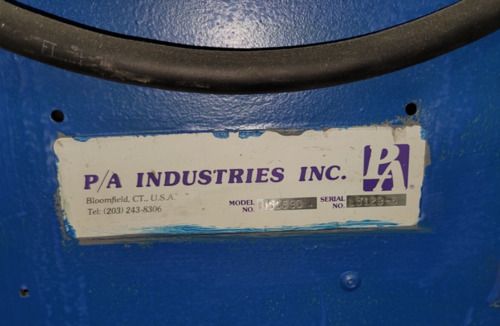 P/A INDUSTRIES INC. PA
Bloomfield, CT., U.S.A.
Tel: (203) 243-8306
MODEL NO. SERIAL NO.